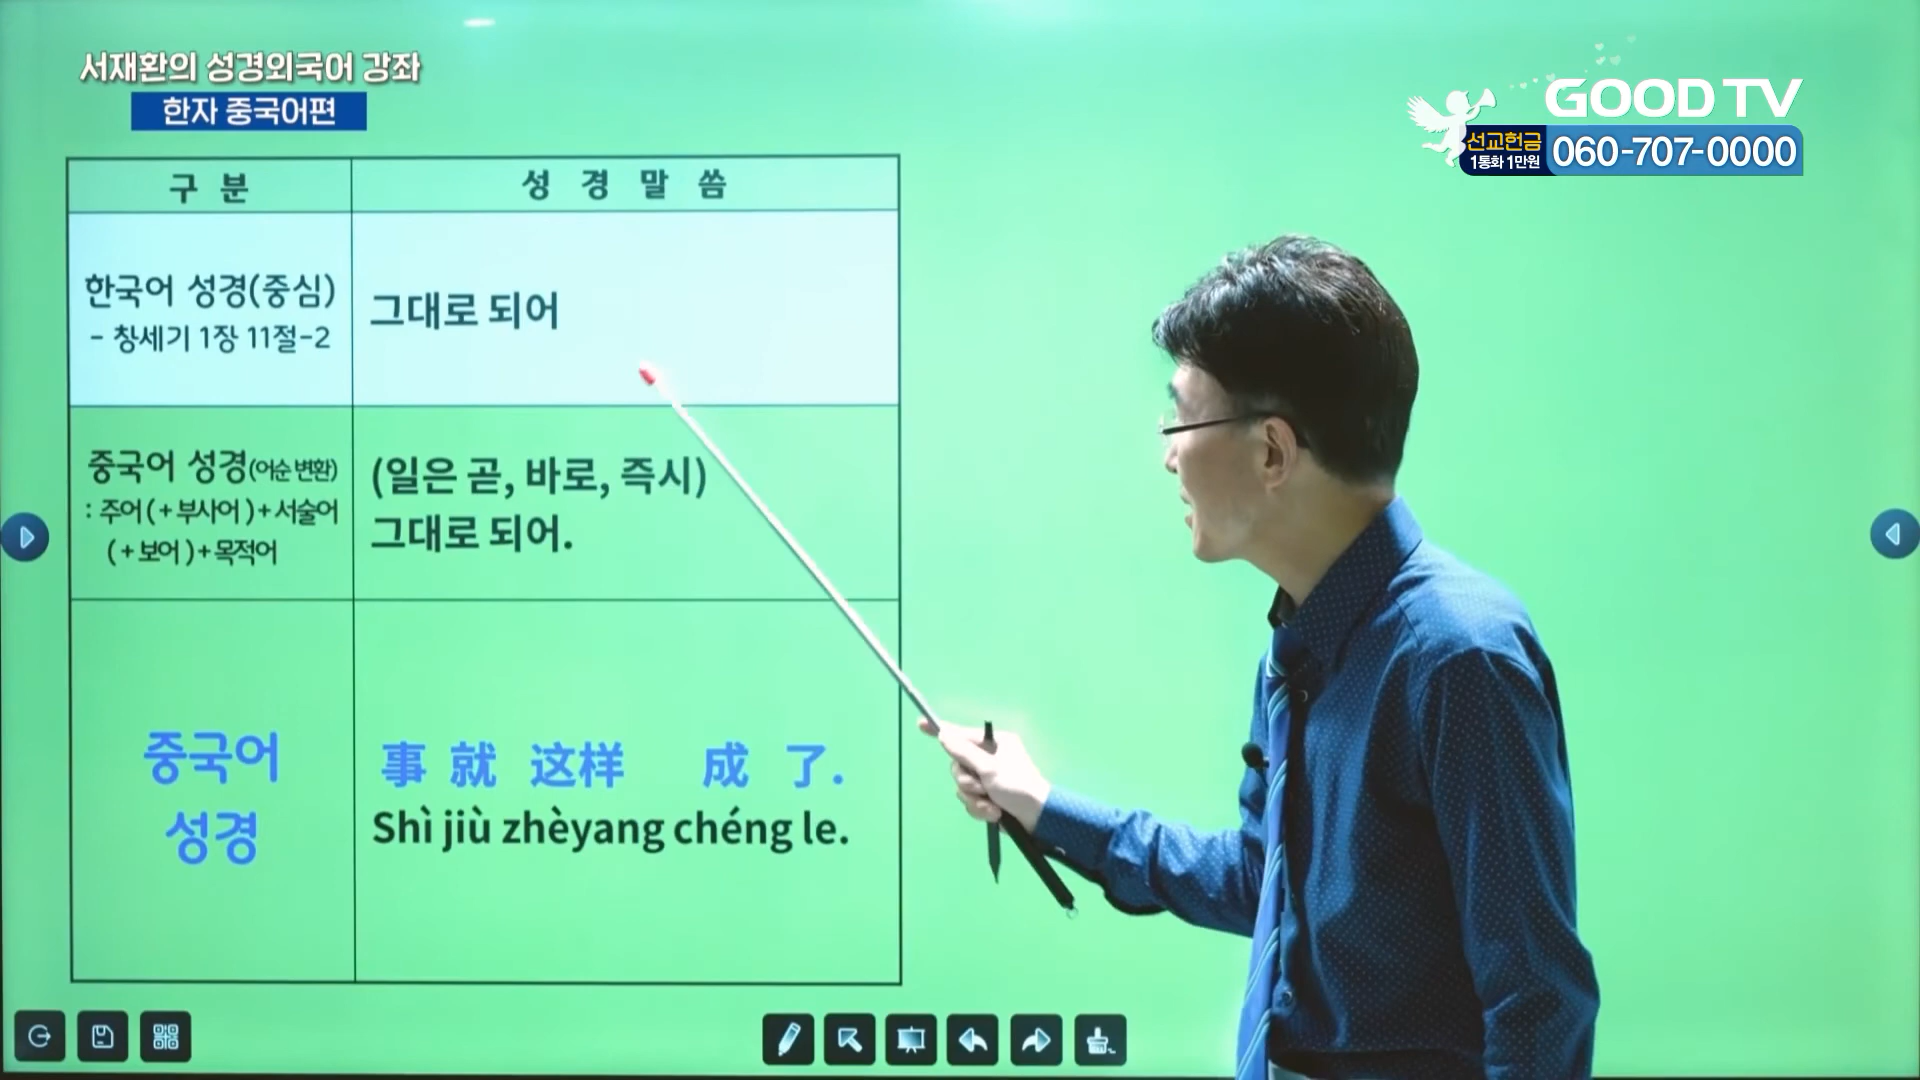 서재환의 성경외국어 강좌
한자 중국어편
GOOD TV
선교헌금
1통화 1만원
060-707-0000
구 분
성 경 말 씀
한국어 성경(중심)
- 창세기 1장 11절-2
그대로 되어
중국어 성경(어순 변환)
: 주어 ( + 부사어 ) + 서술어
( + 보어 ) + 목적어
(일은 곧, 바로, 즉시)
그대로 되어.
중국어
성경
事 就 这样 成 了.
Shì jiù zhèyang chéng le.